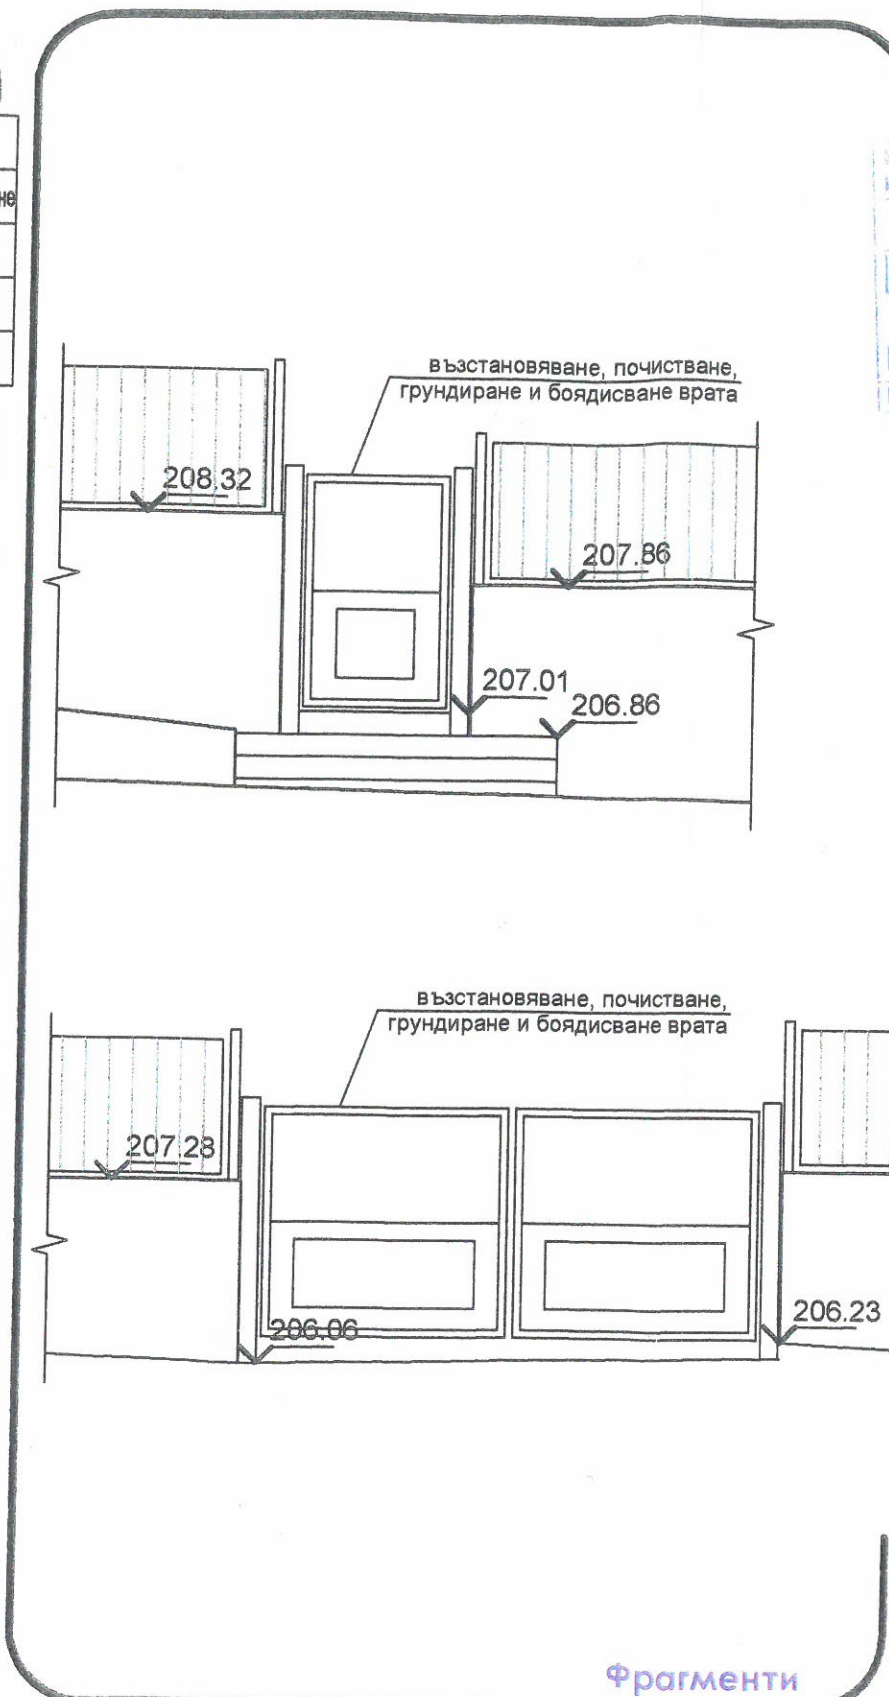 не
възстановяване, почистване,
грундиране и боядисване врата
208.32
207.86
207.01
206.86
възстановяване, почистване,
грундиране и боядисване врата
207.28
206.06
206.23
Фрагменти